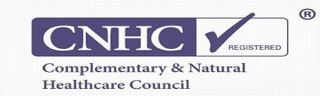 CNHC
REGISTERED
®
Complementary & Natural
Healthcare Council